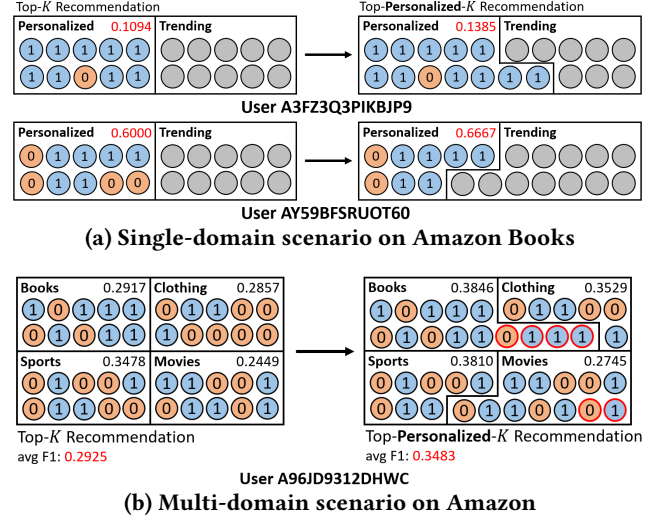 Top-K Recommendation
Top-Personalized-K Recommendation
Personalized 0.1094 Trending
Personalized 0.1385 Trending
1 1 1 1 1
1 1 1 1 1
1 1 0 1 1
1 1 0 1 1 1 1
User A3FZ3Q3PIKBJP9
Personalized 0.6000 Trending
Personalized 0.6667 Trending
0 1 1 1 1
0 1 1 1 1
0 1 1 0 0
0 1 1
User AY59BFSRUOT60
(a) Single-domain scenario on Amazon Books
Books 0.2917 Clothing 0.2857
1 0 1 1 1 0 1 1 0 0
0 1 0 1 1 1 0 0 0 0
Sports 0.3478 Movies 0.2449
0 1 0 0 1 1 1 0 0 1
0 1 1 0 0 0 1 1 0 1
Top-K Recommendation
avg F1: 0.2925
Books 0.3846 Clothing 0.3529
1 0 1 1 1 0 1 1 0 0
0 1 0 1 1 0 1 1 1 1
Sports 0.3810 Movies 0.2745
0 1 0 0 1 1 1 0 0 1
0 1 1 0 1 1 0 1 0 1
Top-Personalized-K Recommendation
avg F1: 0.3483
User A96JD9312DHWC
(b) Multi-domain scenario on Amazon